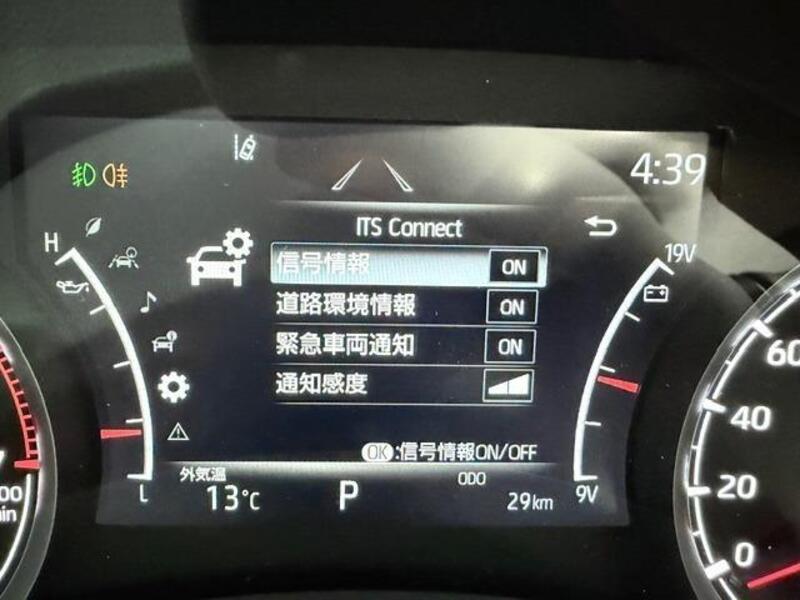 4:39
ITS Connect
H
19V
信号情報 ON
道路環境情報 ON
緊急車両通知 ON
通知感度
OK:信号情報ON/OFF
外気温
ODO
L
13℃
P
29km
9V
60
40
20
0